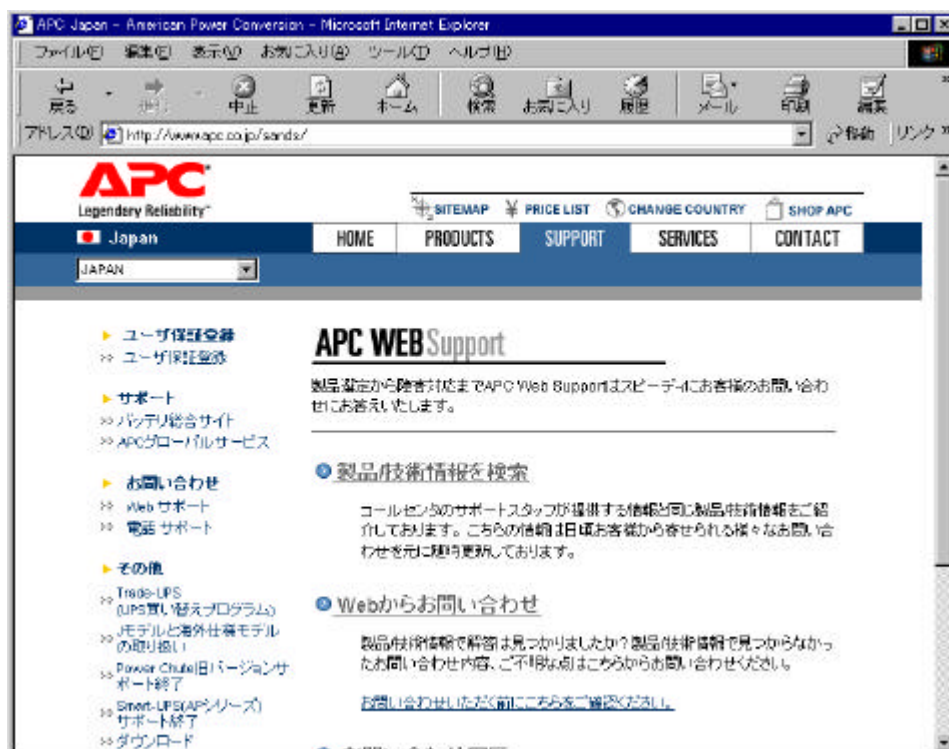 APC Japan - American Power Conversion - Microsoft Internet Explorer
ファイル(F) 編集(E) 表示(V) お気に入り(A) ツール(T) ヘルプ(H)
戻る 進む 中止 更新 ホーム 検索 お気に入り 履歴 メール 印刷 編集
アドレス(D) http://www.apc.co.jp/sands/ 移動 リンク
APC
Legendary Reliability™
SITEMAP PRICE LIST CHANGE COUNTRY SHOP APC
Japan HOME PRODUCTS SUPPORT SERVICES CONTACT
JAPAN
ユーザ保証登録
ユーザ保証登録
サポート
バッテリ総合サイト
APCグローバルサービス
お問い合わせ
Web サポート
電話 サポート
その他
Trade-UPS
(UPS買い替えプログラム)
Jモデルと海外仕様モデル
の取り扱い
Power Chute旧バージョンサ
ポート終了
Smart-UPS(APシリーズ)
サポート終了
ダウンロード
APC WEB Support
製品選定から障害対応までAPC Web Supportはスピーディにお客様のお問い合わ
せにお答えいたします。
製品/技術情報を検索
コールセンタのサポートスタッフが提供する情報と同じ製品/技術情報をご紹
介しております。こちらの情報は日頃お客様から寄せられる様々なお問い合
わせを元に随時更新しております。
Webからお問い合わせ
製品/技術情報で解答は見つかりましたか？製品/技術情報で見つからなかっ
たお問い合わせ内容、ご不明な点はこちらからお問い合わせください。
お問い合わせいただく前にこちらをご確認ください。